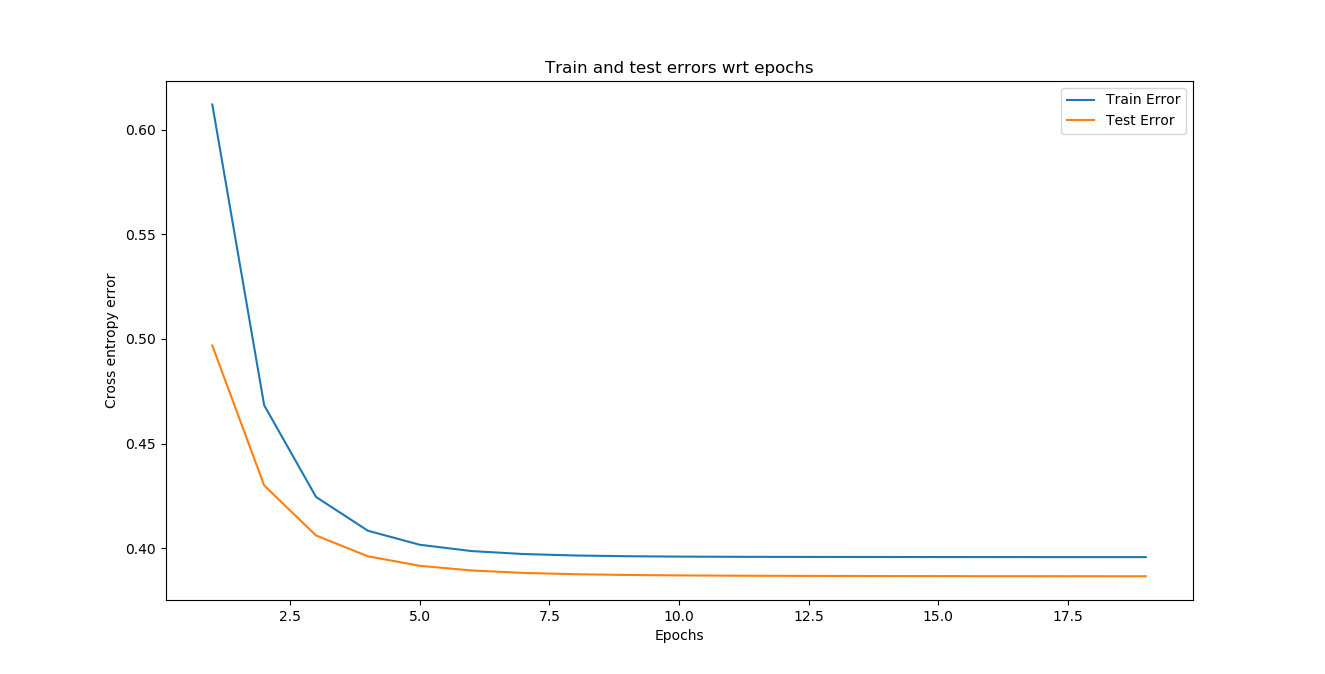 Train and test errors wrt epochs
Train Error
Test Error
Cross entropy error
0.60
0.55
0.50
0.45
0.40
2.5
5.0
7.5
10.0
12.5
15.0
17.5
Epochs